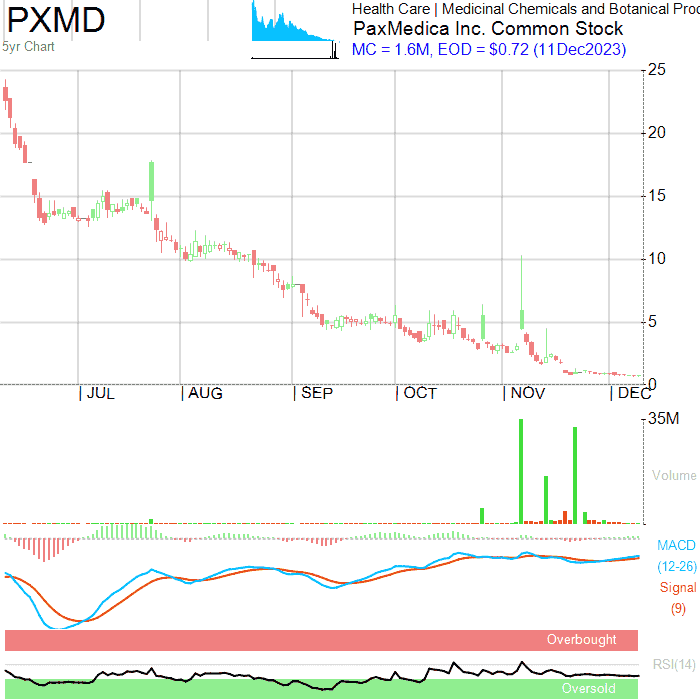 PXMD
5yr Chart
Health Care | Medicinal Chemicals and Botanical Pro
PaxMedica Inc. Common Stock
MC = 1.6M, EOD = $0.72 (11Dec2023)
25
20
15
10
5
0
| JUL | AUG | SEP | OCT | NOV | DEC
35M
Volume
MACD
(12-26)
Signal
(9)
Overbought
RSI(14)
Oversold